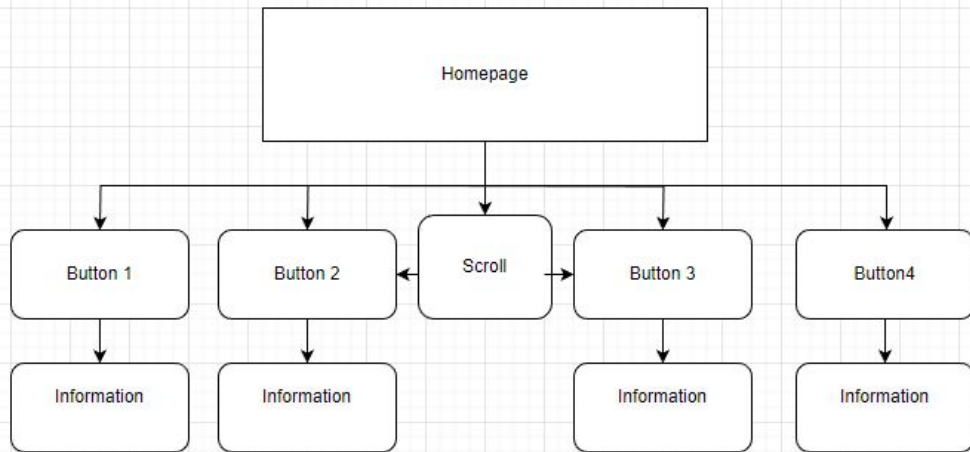 Homepage
Button 1
Button 2
Scroll
Button 3
Button4
Information
Information
Information
Information